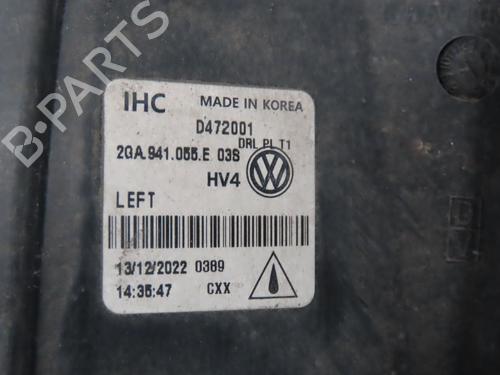 IHC MADE IN KOREA
D472001
DRL PL T1
2GA.941.055.E 03S
HV4
LEFT
13/12/2022 0389
14:35:47 CXX
B-PARTS